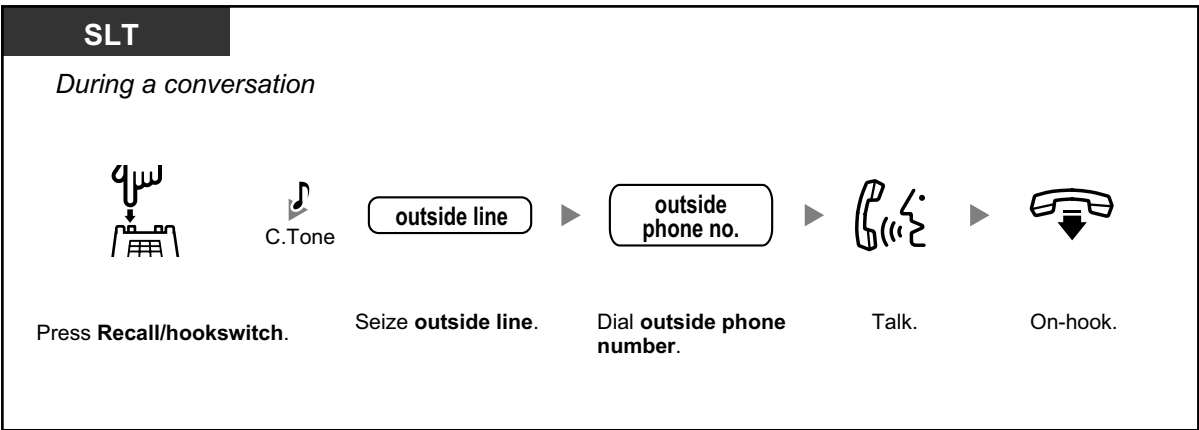 SLT
During a conversation
C.Tone
outside line
outside
phone no.
Press Recall/hookswitch.
Seize outside line.
Dial outside phone
number.
Talk.
On-hook.